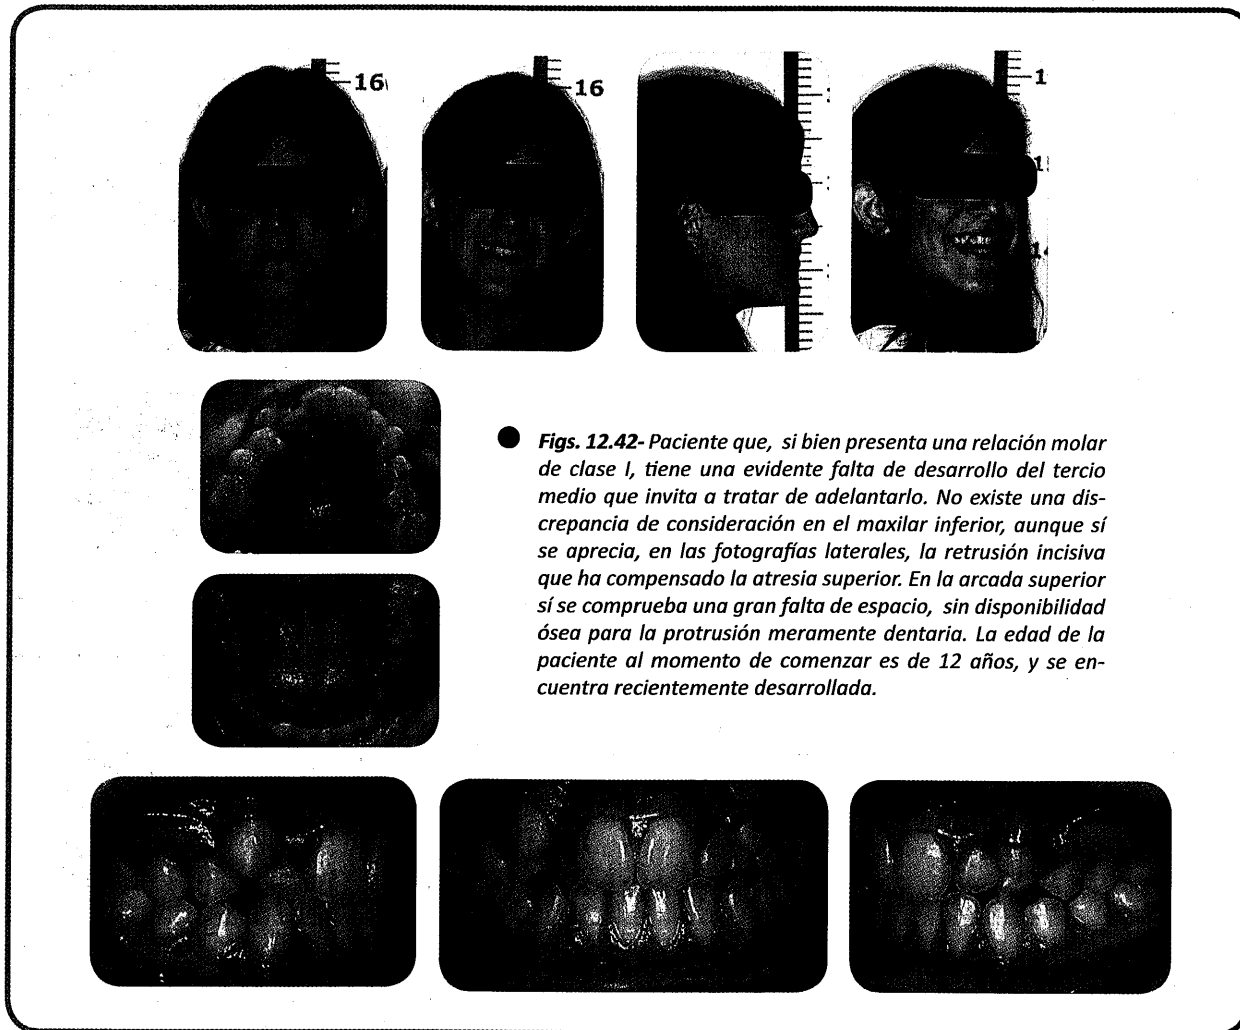 16
16
1
1
14
Figs. 12.42- Paciente que, si bien presenta una relación molar
de clase I, tiene una evidente falta de desarrollo del tercio
medio que invita a tratar de adelantarlo. No existe una dis-
crepancia de consideración en el maxilar inferior, aunque sí
se aprecia, en las fotografías laterales, la retrusión incisiva
que ha compensado la atresia superior. En la arcada superior
sí se comprueba una gran falta de espacio, sin disponibilidad
ósea para la protrusión meramente dentaria. La edad de la
paciente al momento de comenzar es de 12 años, y se en-
cuentra recientemente desarrollada.